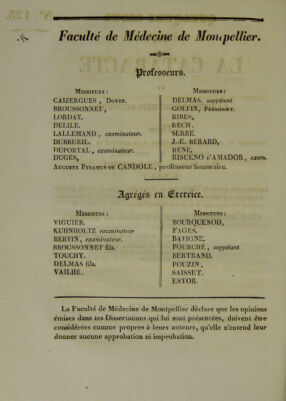 Faculté de Médecine de Montpellier.
Professeurs.
MESSIEURS :
CAIZERGUES, DOYEN.
BROUSSONNET,
LORDAT,
DELILE.
LALLEMAND, examinateur.
DUBRUEIL.
DUPORTAL, examinateur.
DUGES,
MESSIEURS :
DELMAS, suppléant
GOLFIN, PRÉSIDENT.
RIBES,
RECH.
SERRE
J.-E. BERARD,
RENÉ,
RISUENO D'AMADOR, exam.
AUGUSTE PYRAMUS DE CANDOLLE, professeur honoraire.
Agrégés en Exercice.
MESSIEURS :
VIGUIER.
KUHNHOLTZ examinateur
BERTIN, examinateur.
BROUSSONNET fils.
TOUCHY.
DELMAS fils.
VAILHÉ.
MESSIEURS :
BOURQUENOD,
FAGES.
BATIGNE.
POURCHÉ, suppléant
BERTRAND.
POUZIN,
SAISSET.
ESTOR.
La Faculté de Médecine de Montpellier déclare que les opinions
émises dans les Dissertations qui lui sont présentées, doivent être
considérées comme propres à leurs auteurs, qu'elle n'entend leur
donner aucune approbation ni improbation.